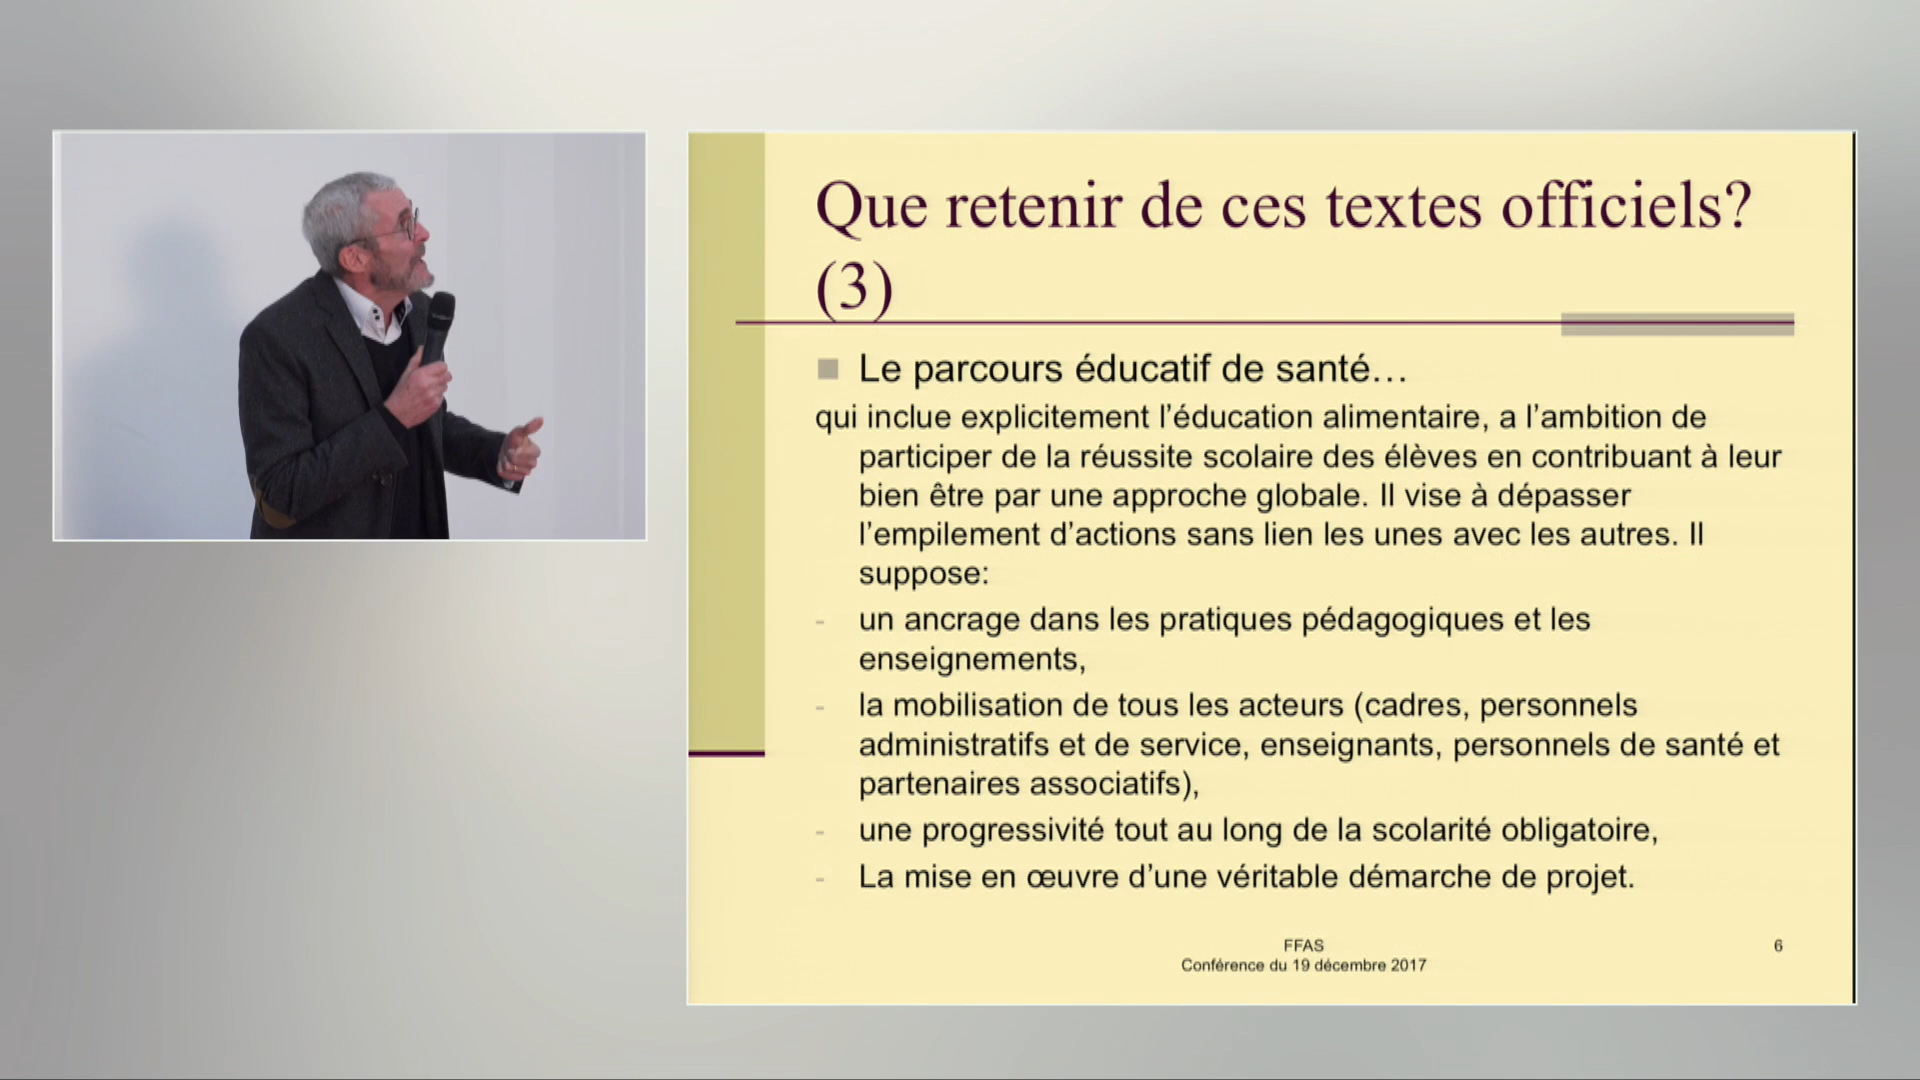 Que retenir de ces textes officiels?
(3)
Le parcours éducatif de santé…
qui inclue explicitement l’éducation alimentaire, a l’ambition de
participer de la réussite scolaire des élèves en contribuant à leur
bien être par une approche globale. Il vise à dépasser
l’empilement d’actions sans lien les unes avec les autres. Il
suppose:
- un ancrage dans les pratiques pédagogiques et les
enseignements,
- la mobilisation de tous les acteurs (cadres, personnels
administratifs et de service, enseignants, personnels de santé et
partenaires associatifs),
- une progressivité tout au long de la scolarité obligatoire,
- La mise en œuvre d’une véritable démarche de projet.
FFAS
Conférence du 19 décembre 2017
6